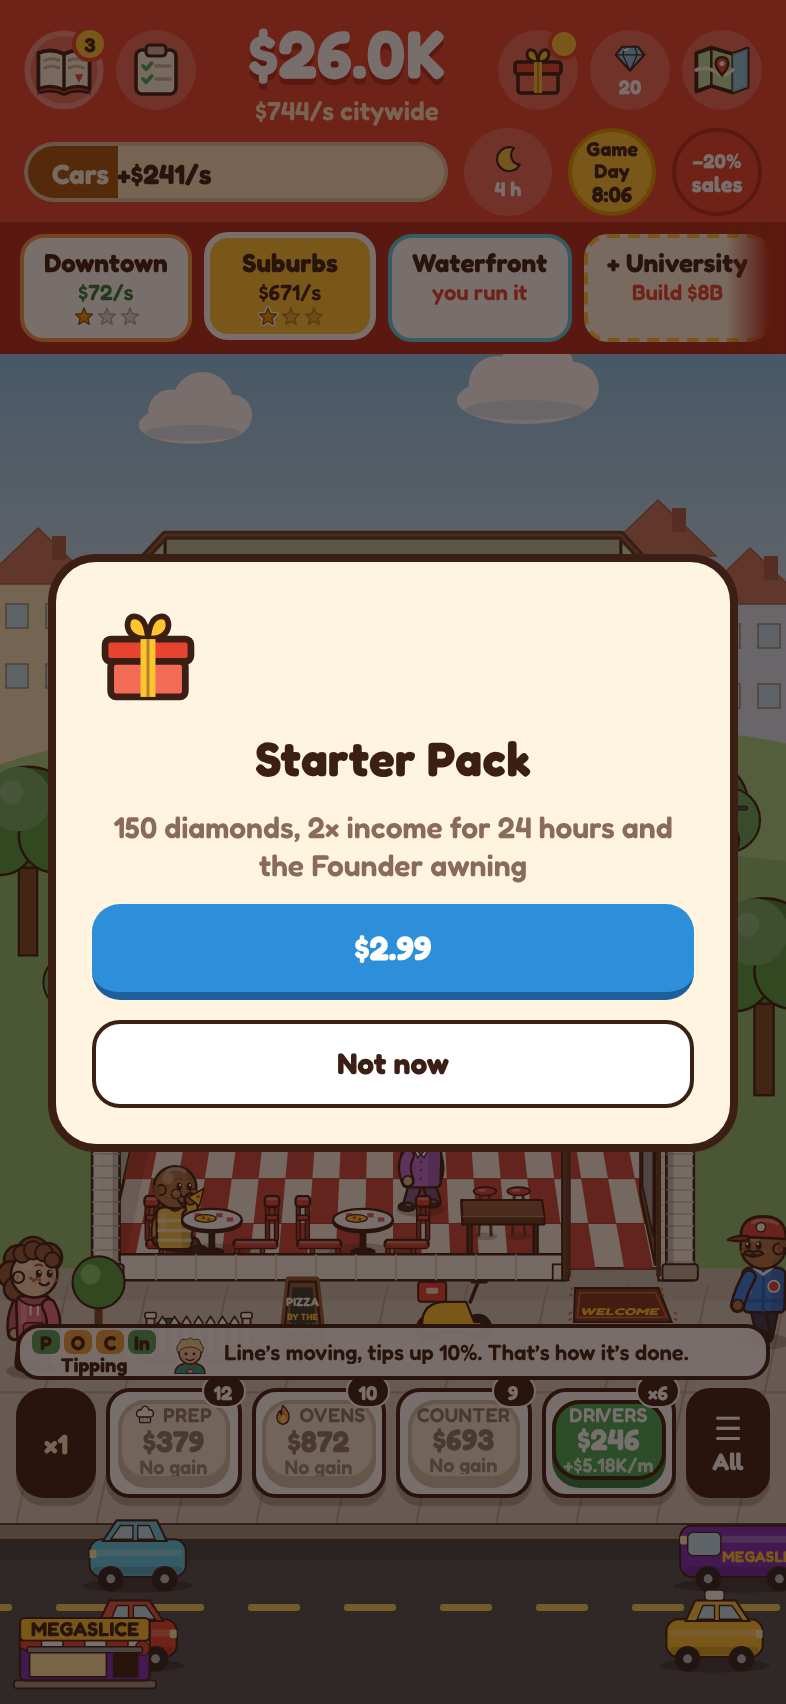 3
$26.0K
$744/s citywide
20
Cars +$241/s
4 h
Game
Day
8:06
−20%
sales
Downtown
$72/s
Suburbs
$671/s
Waterfront
you run it
+ University
Build $8B
Starter Pack
150 diamonds, 2× income for 24 hours and
the Founder awning
$2.99
Not now
PIZZA
BY THE
WELCOME
P O C In
Tipping
Line’s moving, tips up 10%. That’s how it’s done.
x1
12
PREP
$379
No gain
10
OVENS
$872
No gain
9
COUNTER
$693
No gain
x6
DRIVERS
$246
+$5.18K/m
All
MEGASLI
MEGASLICE